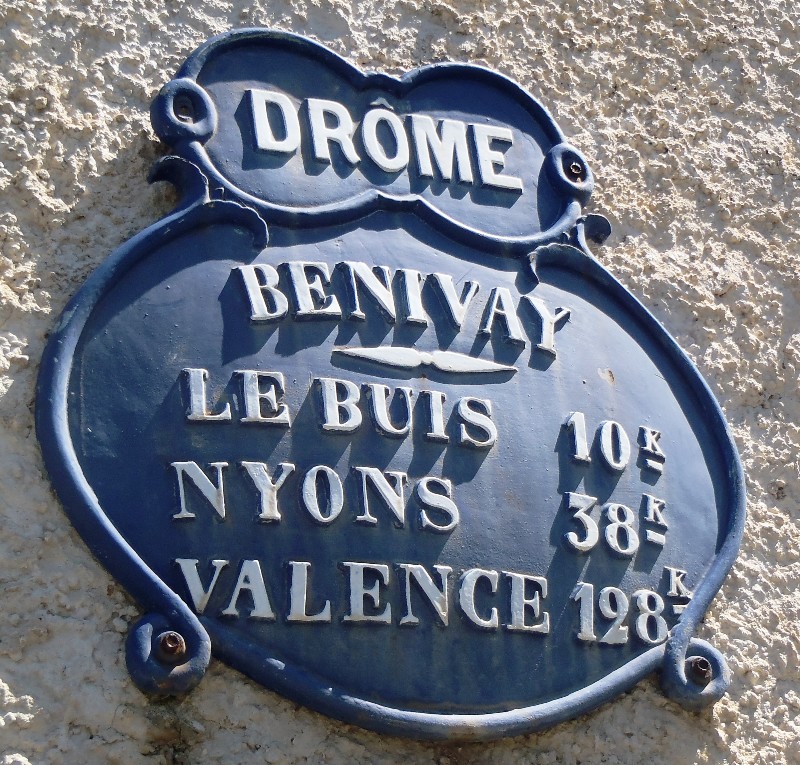 DRÔME
BENIVAY
LE BUIS 10K
NYONS 38K
VALENCE 128K